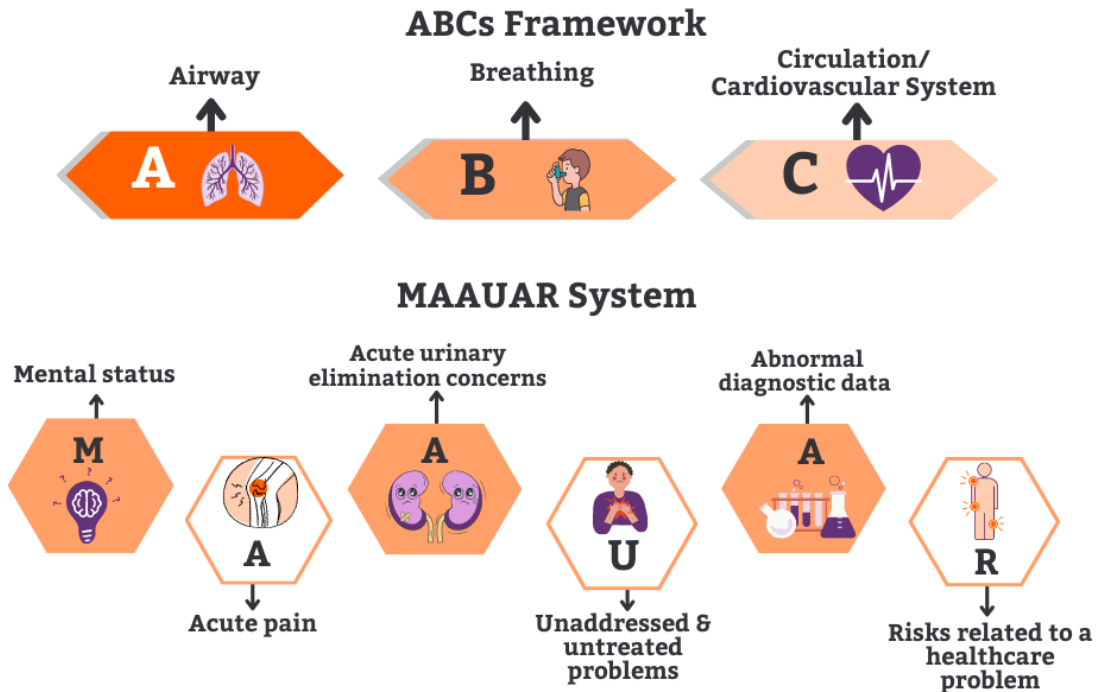 ABCs Framework
Airway
Breathing
Circulation/
Cardiovascular System
A
B
C
MAAUAR System
Mental status
M
A
Acute pain
Acute urinary
elimination concerns
A
U
Unaddressed &
untreated
problems
Abnormal
diagnostic data
A
R
Risks related to a
healthcare
problem
? ? ? ?